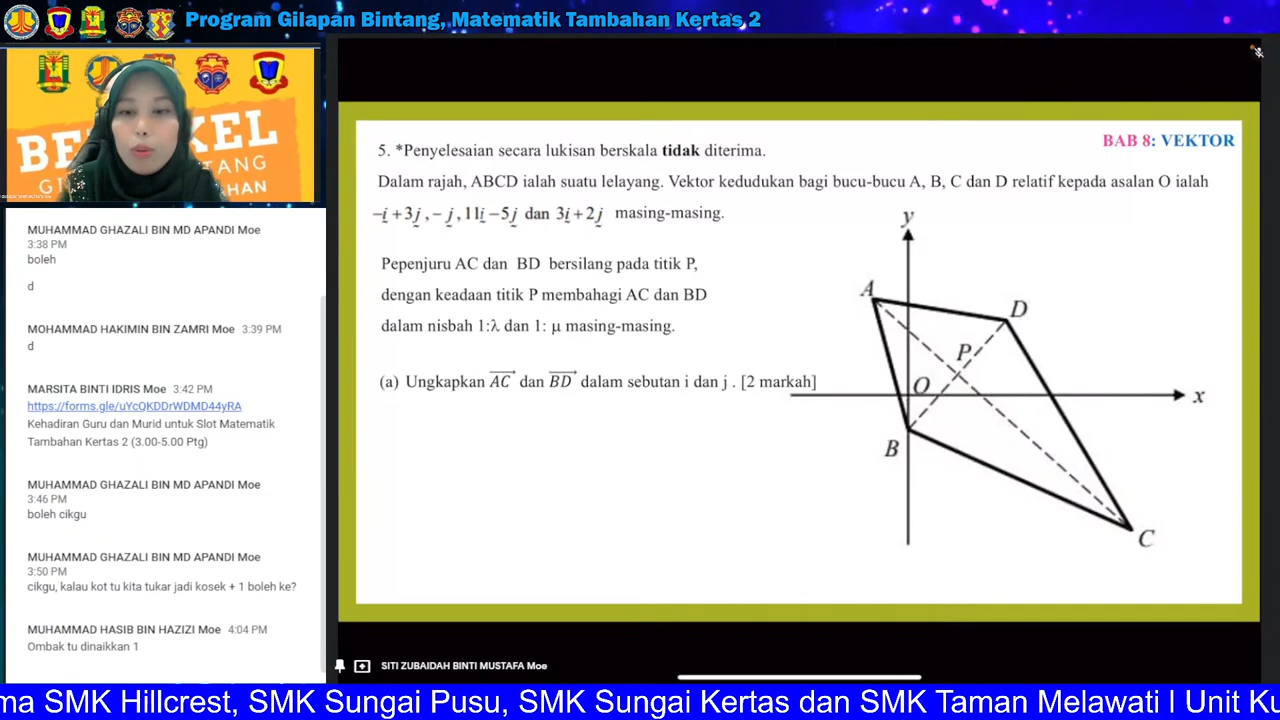 Program Gilapan Bintang, Matematik Tambahan Kertas 2
MUHAMMAD GHAZALI BIN MD APANDI Moe
3:38 PM
boleh
d
MOHAMMAD HAKIMIN BIN ZAMRI Moe 3:39 PM
d
MARSITA BINTI IDRIS Moe 3:42 PM
https://forms.gle/uYcQKDDrWDMD44yRA
Kehadiran Guru dan Murid untuk Slot Matematik
Tambahan Kertas 2 (3.00-5.00 Ptg)
MUHAMMAD GHAZALI BIN MD APANDI Moe
3:46 PM
boleh cikgu
MUHAMMAD GHAZALI BIN MD APANDI Moe
3:50 PM
cikgu, kalau kot tu kita tukar jadi kosek + 1 boleh ke?
MUHAMMAD HASIB BIN HAZIZI Moe 4:04 PM
Ombak tu dinaikkan 1
BAB 8: VEKTOR
5. *Penyelesaian secara lukisan berskala tidak diterima.
Dalam rajah, ABCD ialah suatu lelayang. Vektor kedudukan bagi bucu-bucu A, B, C dan D relatif kepada asalan O ialah
−i+3j, −j, 11i−5j dan 3i+2j masing-masing.
Pepenjuru AC dan BD bersilang pada titik P,
dengan keadaan titik P membahagi AC dan BD
dalam nisbah 1:λ dan 1: μ masing-masing.
(a) Ungkapkan AC dan BD dalam sebutan i dan j . [2 markah]
y
A
D
P
O
x
B
C
SITI ZUBAIDAH BINTI MUSTAFA Moe
ma SMK Hillcrest, SMK Sungai Pusu, SMK Sungai Kertas dan SMK Taman Melawati l Unit Ku